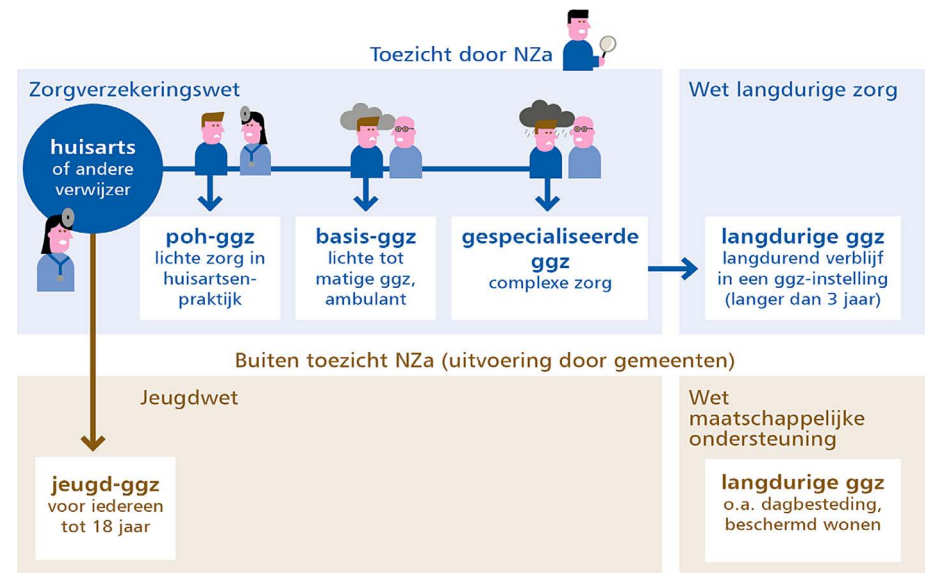 Toezicht door NZa
Zorgverzekeringswet
huisarts
of andere
verwijzer
poh-ggz
lichte zorg in
huisartsen-
praktijk
basis-ggz
lichte tot
matige ggz,
ambulant
gespecialiseerde
ggz
complexe zorg
Wet langdurige zorg
langdurige ggz
langdurend verblijf
in een ggz-instelling
(langer dan 3 jaar)
Buiten toezicht NZa (uitvoering door gemeenten)
Jeugdwet
jeugd-ggz
voor iedereen
tot 18 jaar
Wet
maatschappelijke
ondersteuning
langdurige ggz
o.a. dagbesteding,
beschermd wonen